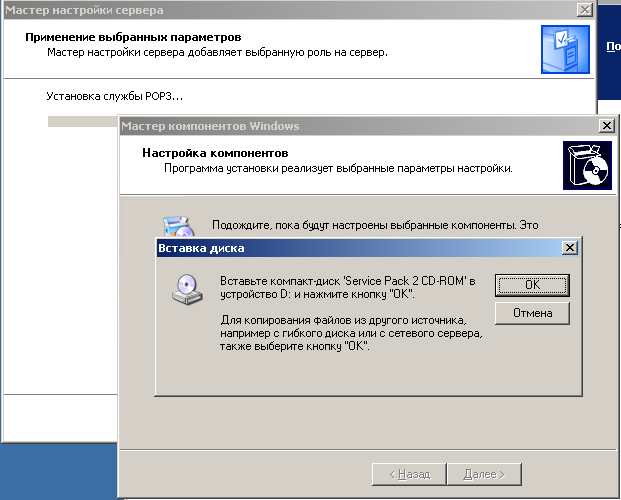 Мастер настройки сервера
Применение выбранных параметров
Мастер настройки сервера добавляет выбранную роль на сервер.
По
Установка службы POP3...
Мастер компонентов Windows
Настройка компонентов
Программа установки реализует выбранные параметры настройки.
Подождите, пока будут настроены выбранные компоненты. Это
Вставка диска
Вставьте компакт-диск 'Service Pack 2 CD-ROM' в
устройство D: и нажмите кнопку "OK".
Для копирования файлов из другого источника,
например с гибкого диска или с сетевого сервера,
также выберите кнопку "OK".
OK
Отмена
< Назад
Далее >